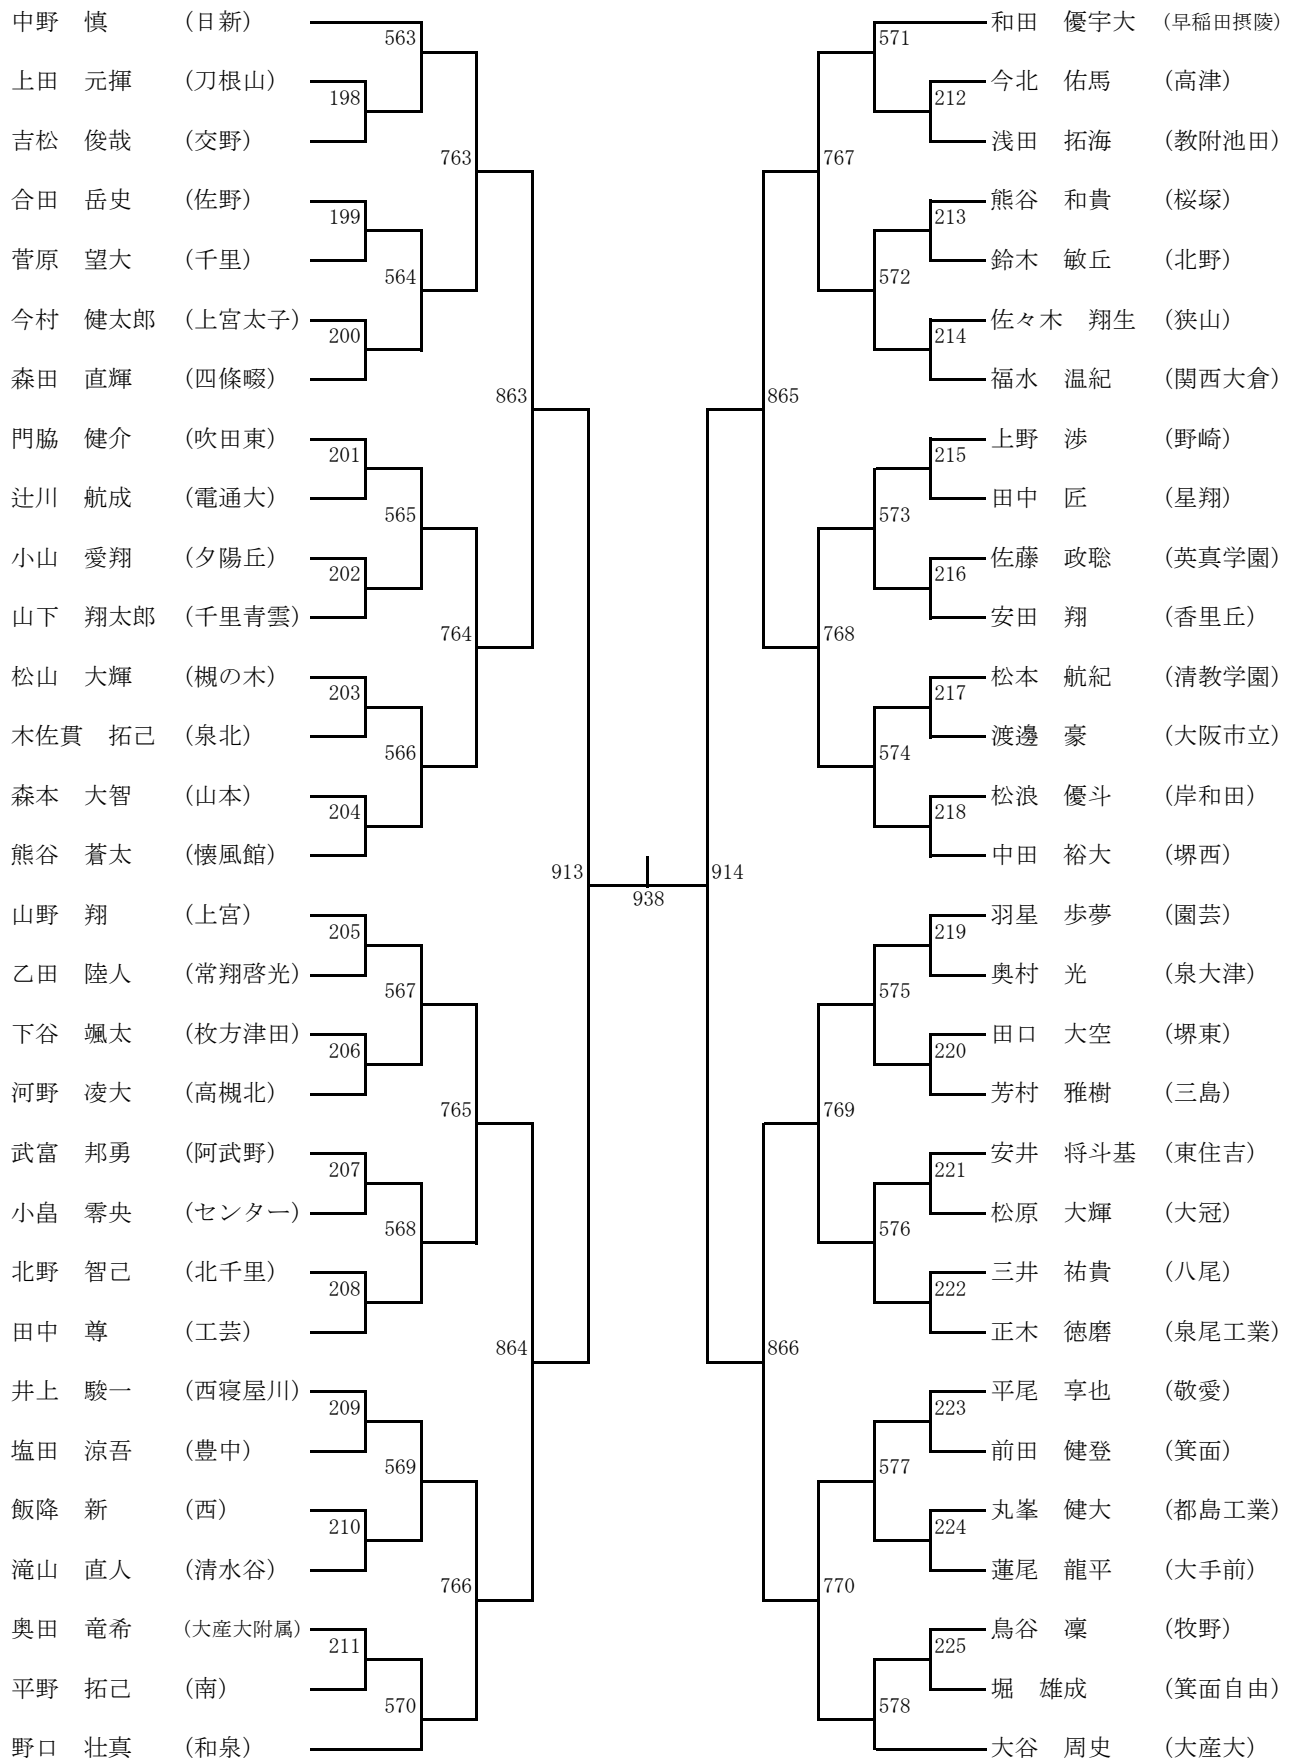 中野 慎 (日新)
563
上田 元揮 (刀根山)
198
吉松 俊哉 (交野)
763
合田 岳史 (佐野)
199
菅原 望大 (千里)
564
今村 健太郎 (上宮太子)
200
森田 直輝 (四條畷)
863
門脇 健介 (吹田東)
201
辻川 航成 (電通大)
565
小山 愛翔 (夕陽丘)
202
山下 翔太郎 (千里青雲)
764
松山 大輝 (槻の木)
203
木佐貫 拓己 (泉北)
566
森本 大智 (山本)
204
熊谷 蒼太 (懐風館)
913
山野 翔 (上宮)
205
乙田 陸人 (常翔啓光)
567
下谷 颯太 (枚方津田)
206
河野 凌大 (高槻北)
765
武富 邦勇 (阿武野)
207
小畠 零央 (センター)
568
北野 智己 (北千里)
208
田中 尊 (工芸)
864
井上 駿一 (西寝屋川)
209
塩田 涼吾 (豊中)
569
飯降 新 (西)
210
滝山 直人 (清水谷)
766
奥田 竜希 (大産大附属)
211
平野 拓己 (南)
570
野口 壮真 (和泉)
938
和田 優宇大 (早稲田摂陵)
571
今北 佑馬 (高津)
212
浅田 拓海 (教附池田)
767
熊谷 和貴 (桜塚)
213
鈴木 敏丘 (北野)
572
佐々木 翔生 (狭山)
214
福水 温紀 (関西大倉)
865
上野 渉 (野崎)
215
田中 匠 (星翔)
573
佐藤 政聡 (英真学園)
216
安田 翔 (香里丘)
768
松本 航紀 (清教学園)
217
渡邊 豪 (大阪市立)
574
松浪 優斗 (岸和田)
218
中田 裕大 (堺西)
914
羽星 歩夢 (園芸)
219
奥村 光 (泉大津)
575
田口 大空 (堺東)
220
芳村 雅樹 (三島)
769
安井 将斗基 (東住吉)
221
松原 大輝 (大冠)
576
三井 祐貴 (八尾)
222
正木 徳磨 (泉尾工業)
866
平尾 享也 (敬愛)
223
前田 健登 (箕面)
577
丸峯 健大 (都島工業)
224
蓮尾 龍平 (大手前)
770
鳥谷 凜 (牧野)
225
堀 雄成 (箕面自由)
578
大谷 周史 (大産大)